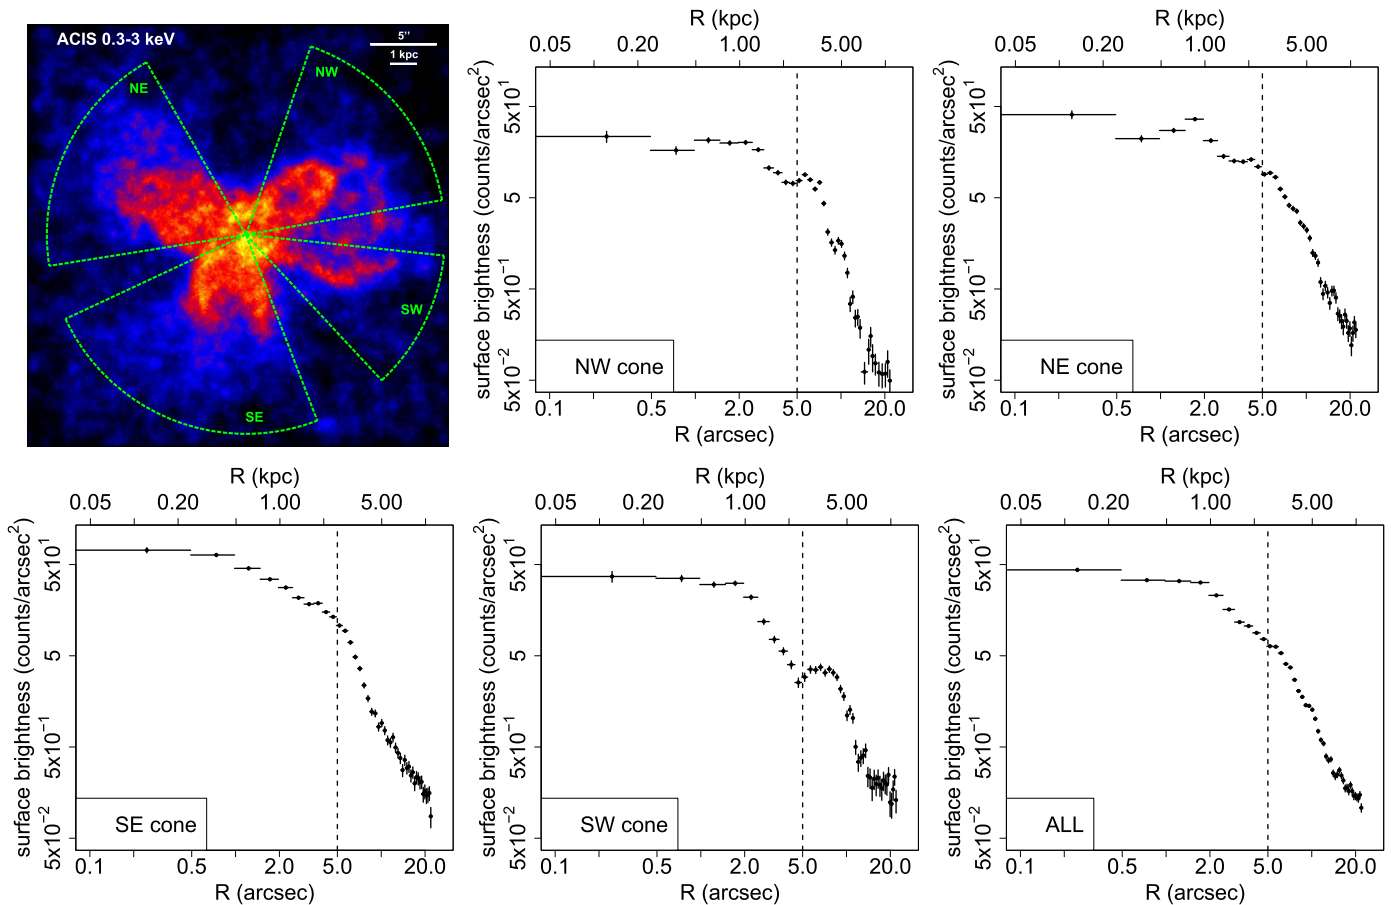 ACIS 0.3-3 keV
5''
1 kpc
NW
NE
SW
SE
R (kpc)
0.05 0.20 1.00 5.00
surface brightness (counts/arcsec2)
5x10-2 5x10-1 5 5x101
NW cone
0.1 0.5 2.0 5.0 20.0
R (arcsec)
R (kpc)
0.05 0.20 1.00 5.00
surface brightness (counts/arcsec2)
5x10-2 5x10-1 5 5x101
NE cone
0.1 0.5 2.0 5.0 20.0
R (arcsec)
R (kpc)
0.05 0.20 1.00 5.00
surface brightness (counts/arcsec2)
5x10-2 5x10-1 5 5x101
SE cone
0.1 0.5 2.0 5.0 20.0
R (arcsec)
R (kpc)
0.05 0.20 1.00 5.00
surface brightness (counts/arcsec2)
5x10-2 5x10-1 5 5x101
SW cone
0.1 0.5 2.0 5.0 20.0
R (arcsec)
R (kpc)
0.05 0.20 1.00 5.00
surface brightness (counts/arcsec2)
5x10-2 5x10-1 5 5x101
ALL
0.1 0.5 2.0 5.0 20.0
R (arcsec)